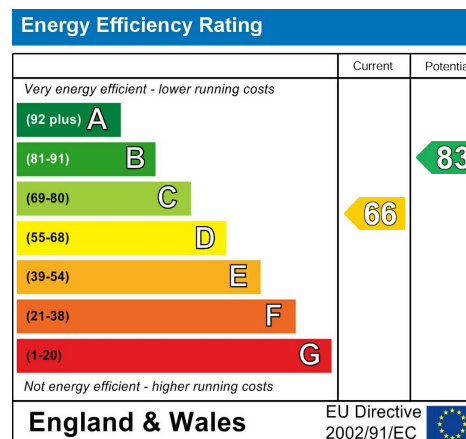 Energy Efficiency Rating
Current Potentia
Very energy efficient - lower running costs
(92 plus) A
(81-91) B 83
(69-80) C
66
(55-68) D
(39-54) E
(21-38) F
(1-20) G
Not energy efficient - higher running costs
England & Wales
EU Directive
2002/91/EC